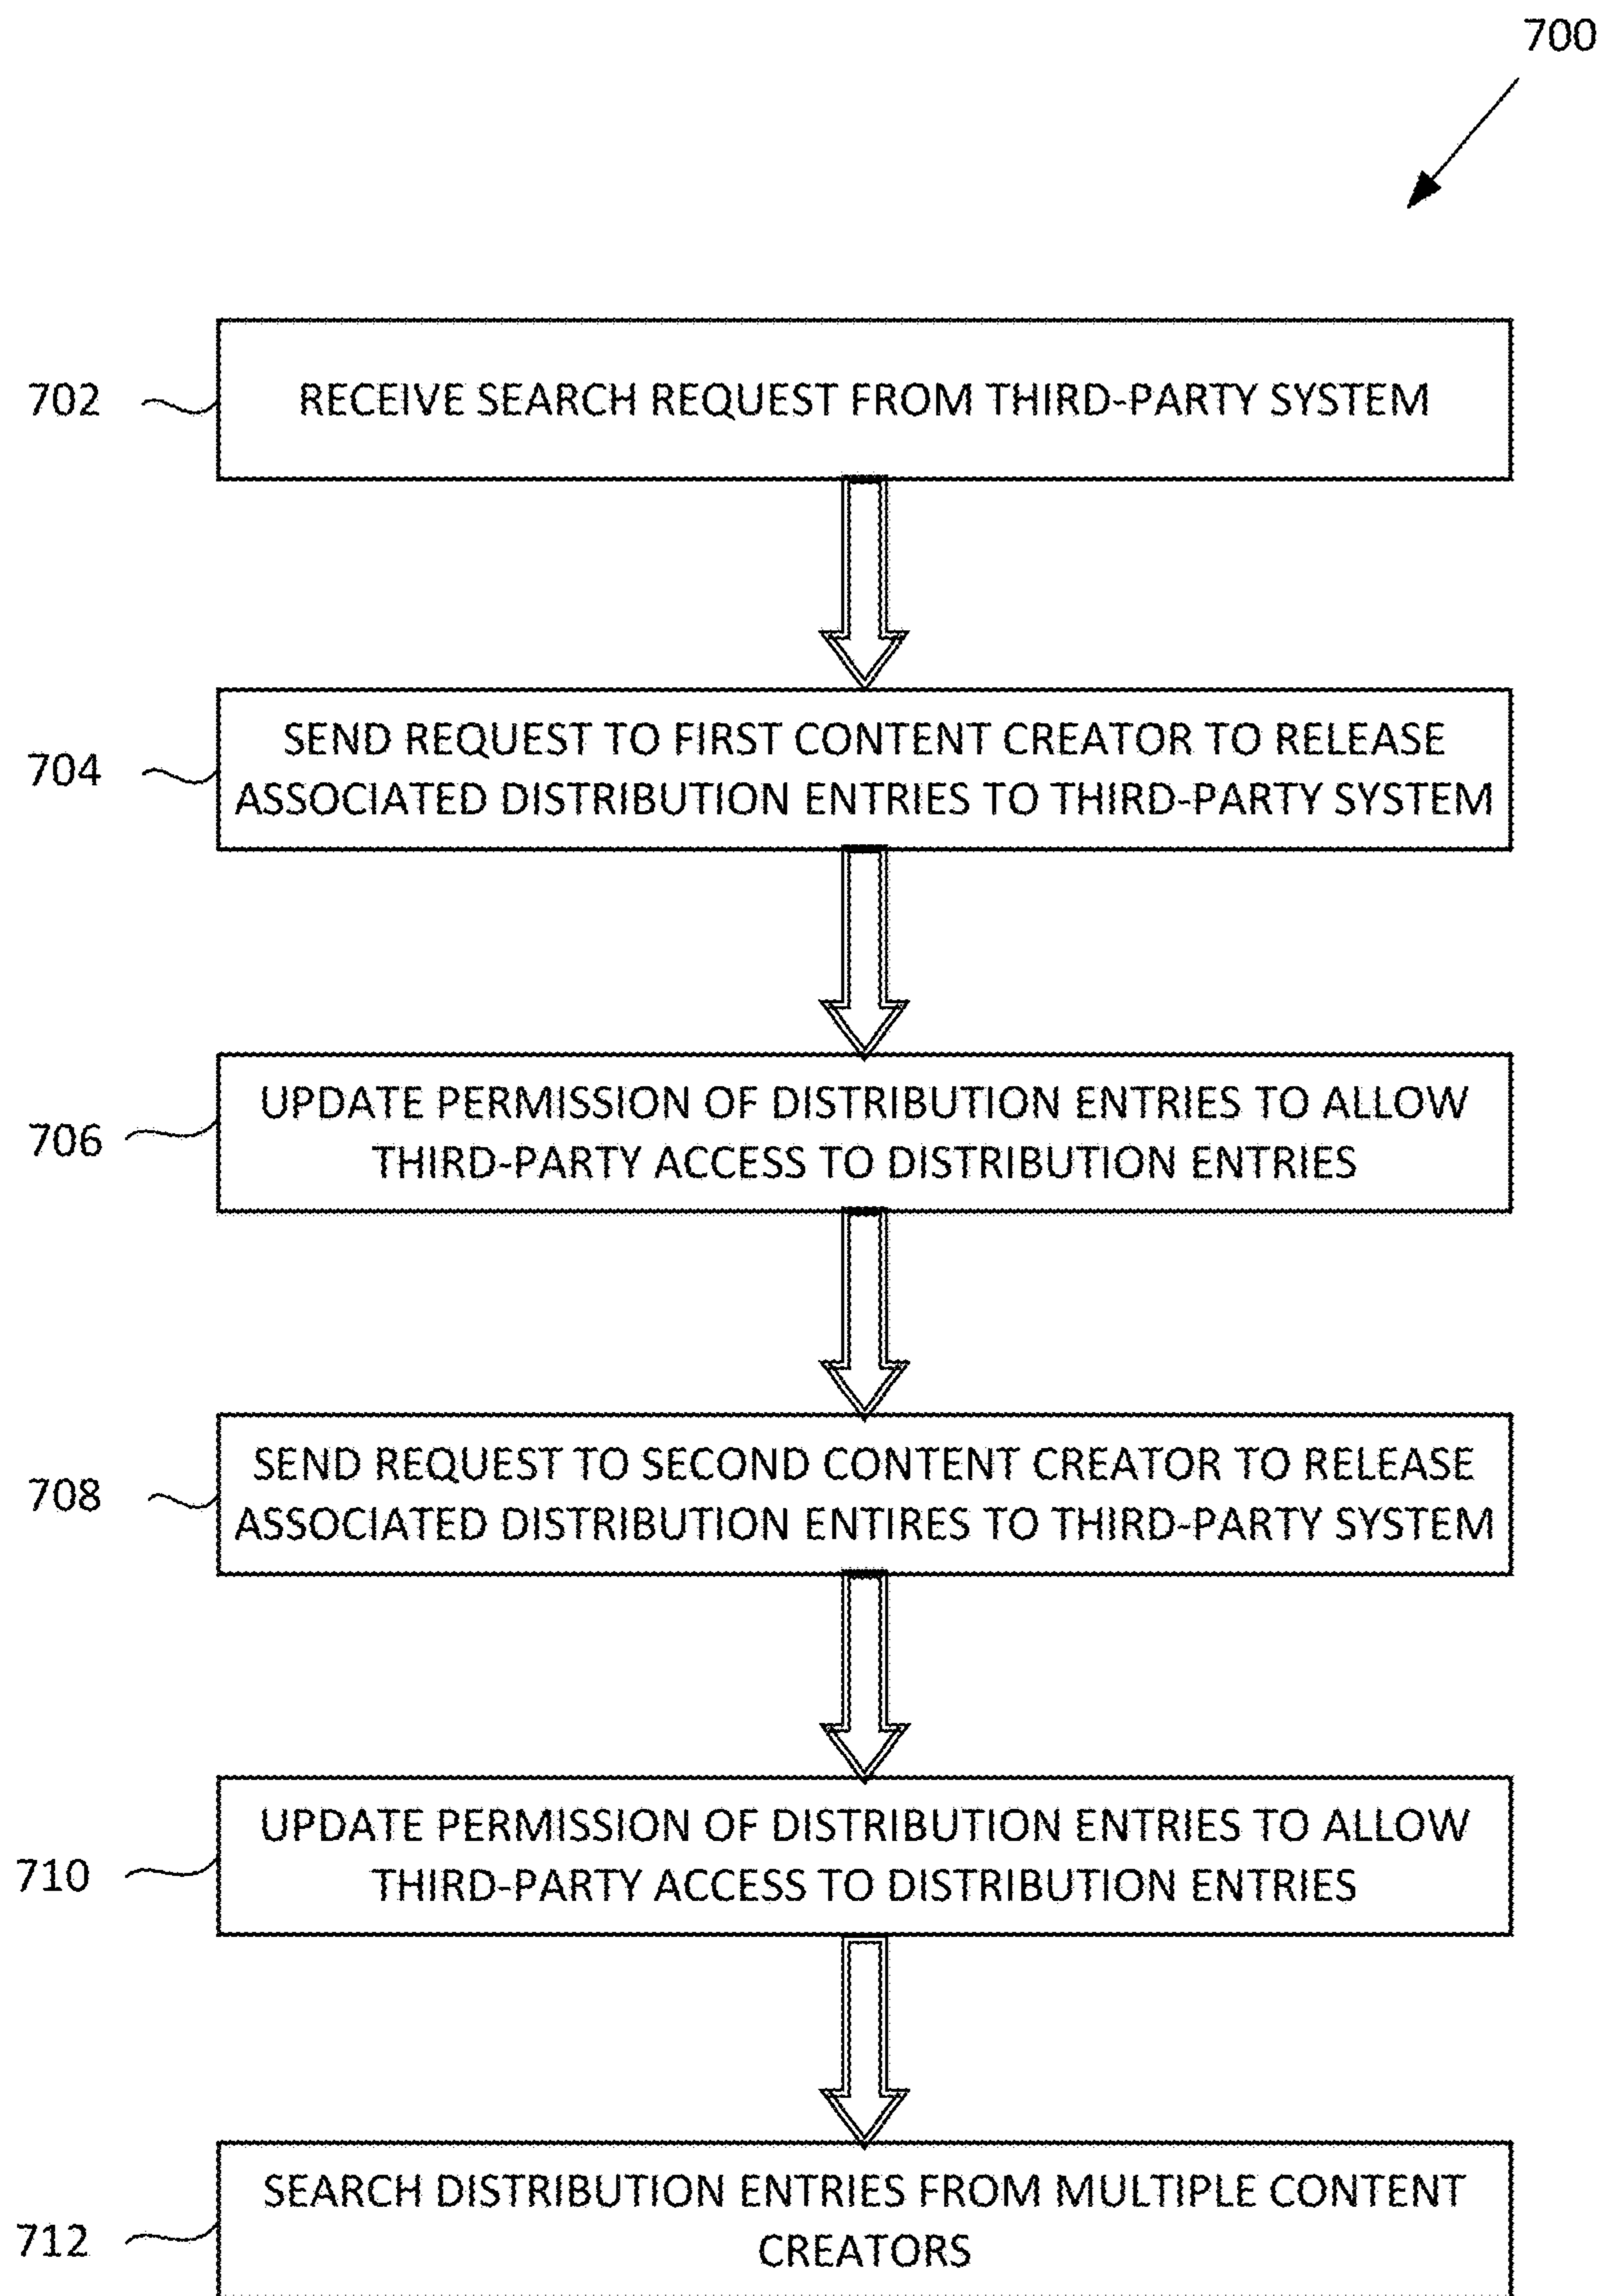 700
702
RECEIVE SEARCH REQUEST FROM THIRD-PARTY SYSTEM
704
SEND REQUEST TO FIRST CONTENT CREATOR TO RELEASE
ASSOCIATED DISTRIBUTION ENTRIES TO THIRD-PARTY SYSTEM
706
UPDATE PERMISSION OF DISTRIBUTION ENTRIES TO ALLOW
THIRD-PARTY ACCESS TO DISTRIBUTION ENTRIES
708
SEND REQUEST TO SECOND CONTENT CREATOR TO RELEASE
ASSOCIATED DISTRIBUTION ENTIRES TO THIRD-PARTY SYSTEM
710
UPDATE PERMISSION OF DISTRIBUTION ENTRIES TO ALLOW
THIRD-PARTY ACCESS TO DISTRIBUTION ENTRIES
712
SEARCH DISTRIBUTION ENTRIES FROM MULTIPLE CONTENT
CREATORS